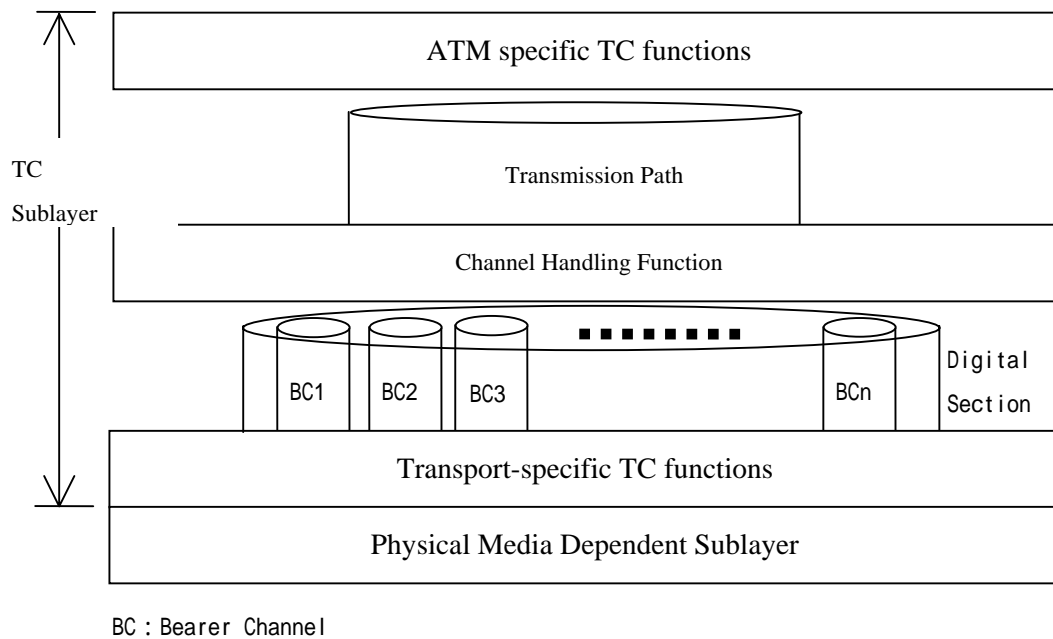 ATM specific TC functions
Transmission Path
TC
Sublayer
Channel Handling Function
BC1 BC2 BC3 BCn
Digital
Section
Transport-specific TC functions
Physical Media Dependent Sublayer
BC : Bearer Channel